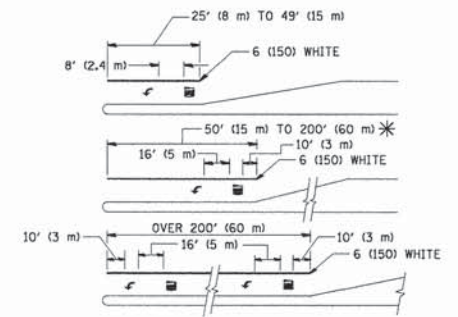 25' (8 m) TO 49' (15 m)
6 (150) WHITE
8' (2.4 m)
50' (15 m) TO 200' (60 m) ✳
16' (5 m)
10' (3 m)
6 (150) WHITE
OVER 200' (60 m)
10' (3 m)
16' (5 m)
10' (3 m)
6 (150) WHITE